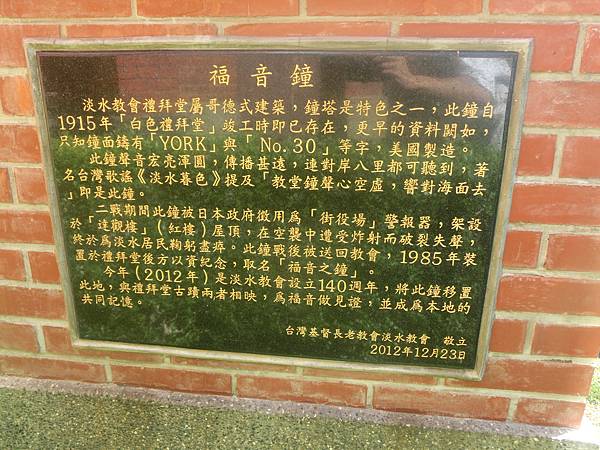 福音鐘
淡水教會禮拜堂屬哥德式建築，鐘塔是特色之一，此鐘自
1915年「白色禮拜堂」竣工時即已存在，更早的資料闕如，
只知鐘面鑄有「YORK」與「No.30」等字，美國製造。
此鐘聲音宏亮渾圓，傳播甚遠，連對岸八里都可聽到，著
名台灣歌謠《淡水暮色》提及「教堂鐘聲心空虛，響對海面去
」即是此鐘。
二戰期間此鐘被日本政府徵用為「街役場」警報器，架設
於「達觀樓」(紅樓)屋頂，在空襲中遭受炸射而破裂失聲，
終於為淡水居民鞠躬盡瘁。此鐘戰後被送回教會，1985年裝
置於禮拜堂後方以資紀念，取名「福音之鐘」。
今年(2012年)是淡水教會設立140週年，將此鐘移置
此地，與禮拜堂古蹟兩者相映，為福音做見證，並成為本地的
共同記憶。
台灣基督長老教會淡水教會 敬立
2012年12月23日